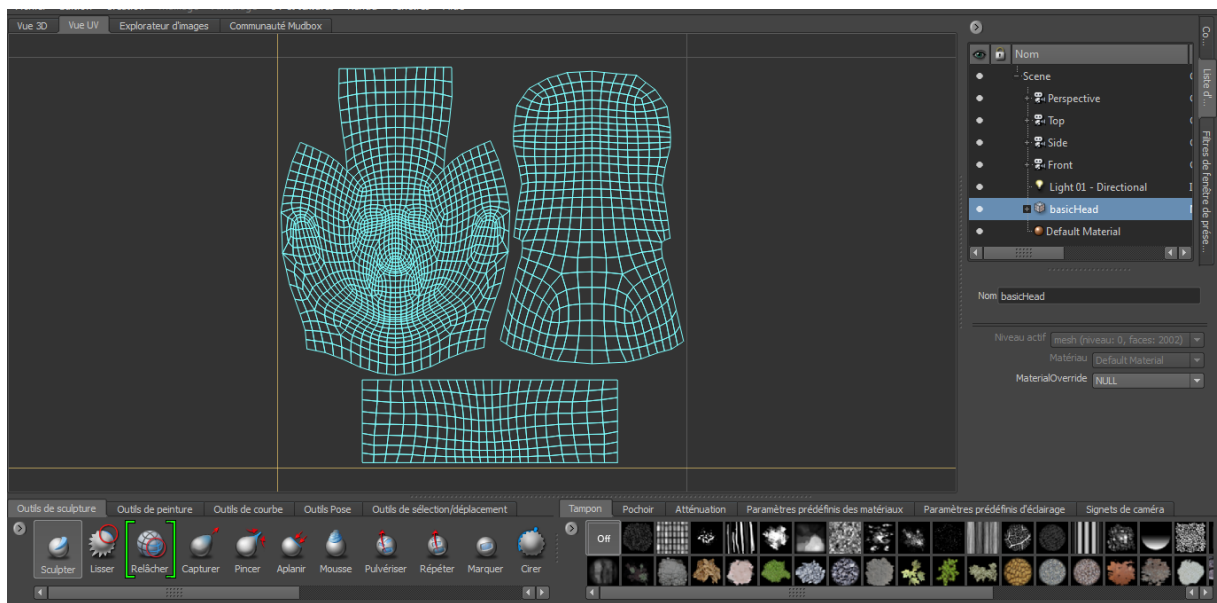 Vue 3D Vue UV Explorateur d'images Communauté Mudbox
Nom
Scene
Perspective
Top
Side
Front
Light 01 - Directional
basicHead
Default Material
Co...
Liste d'...
Filtres de fenêtre de prése...
Nom basicHead
Niveau actif mesh (niveau: 0, faces: 2002)
Matériau Default Material
MaterialOverride NULL
Outils de sculpture Outils de peinture Outils de courbe Outils Pose Outils de sélection/déplacement
Sculpter Lisser Relâcher Capturer Pincer Aplanir Mousse Pulvériser Répéter Marquer Cirer
Tampon Pochoir Atténuation Paramètres prédéfinis des matériaux Paramètres prédéfinis d'éclairage Signets de caméra
Off